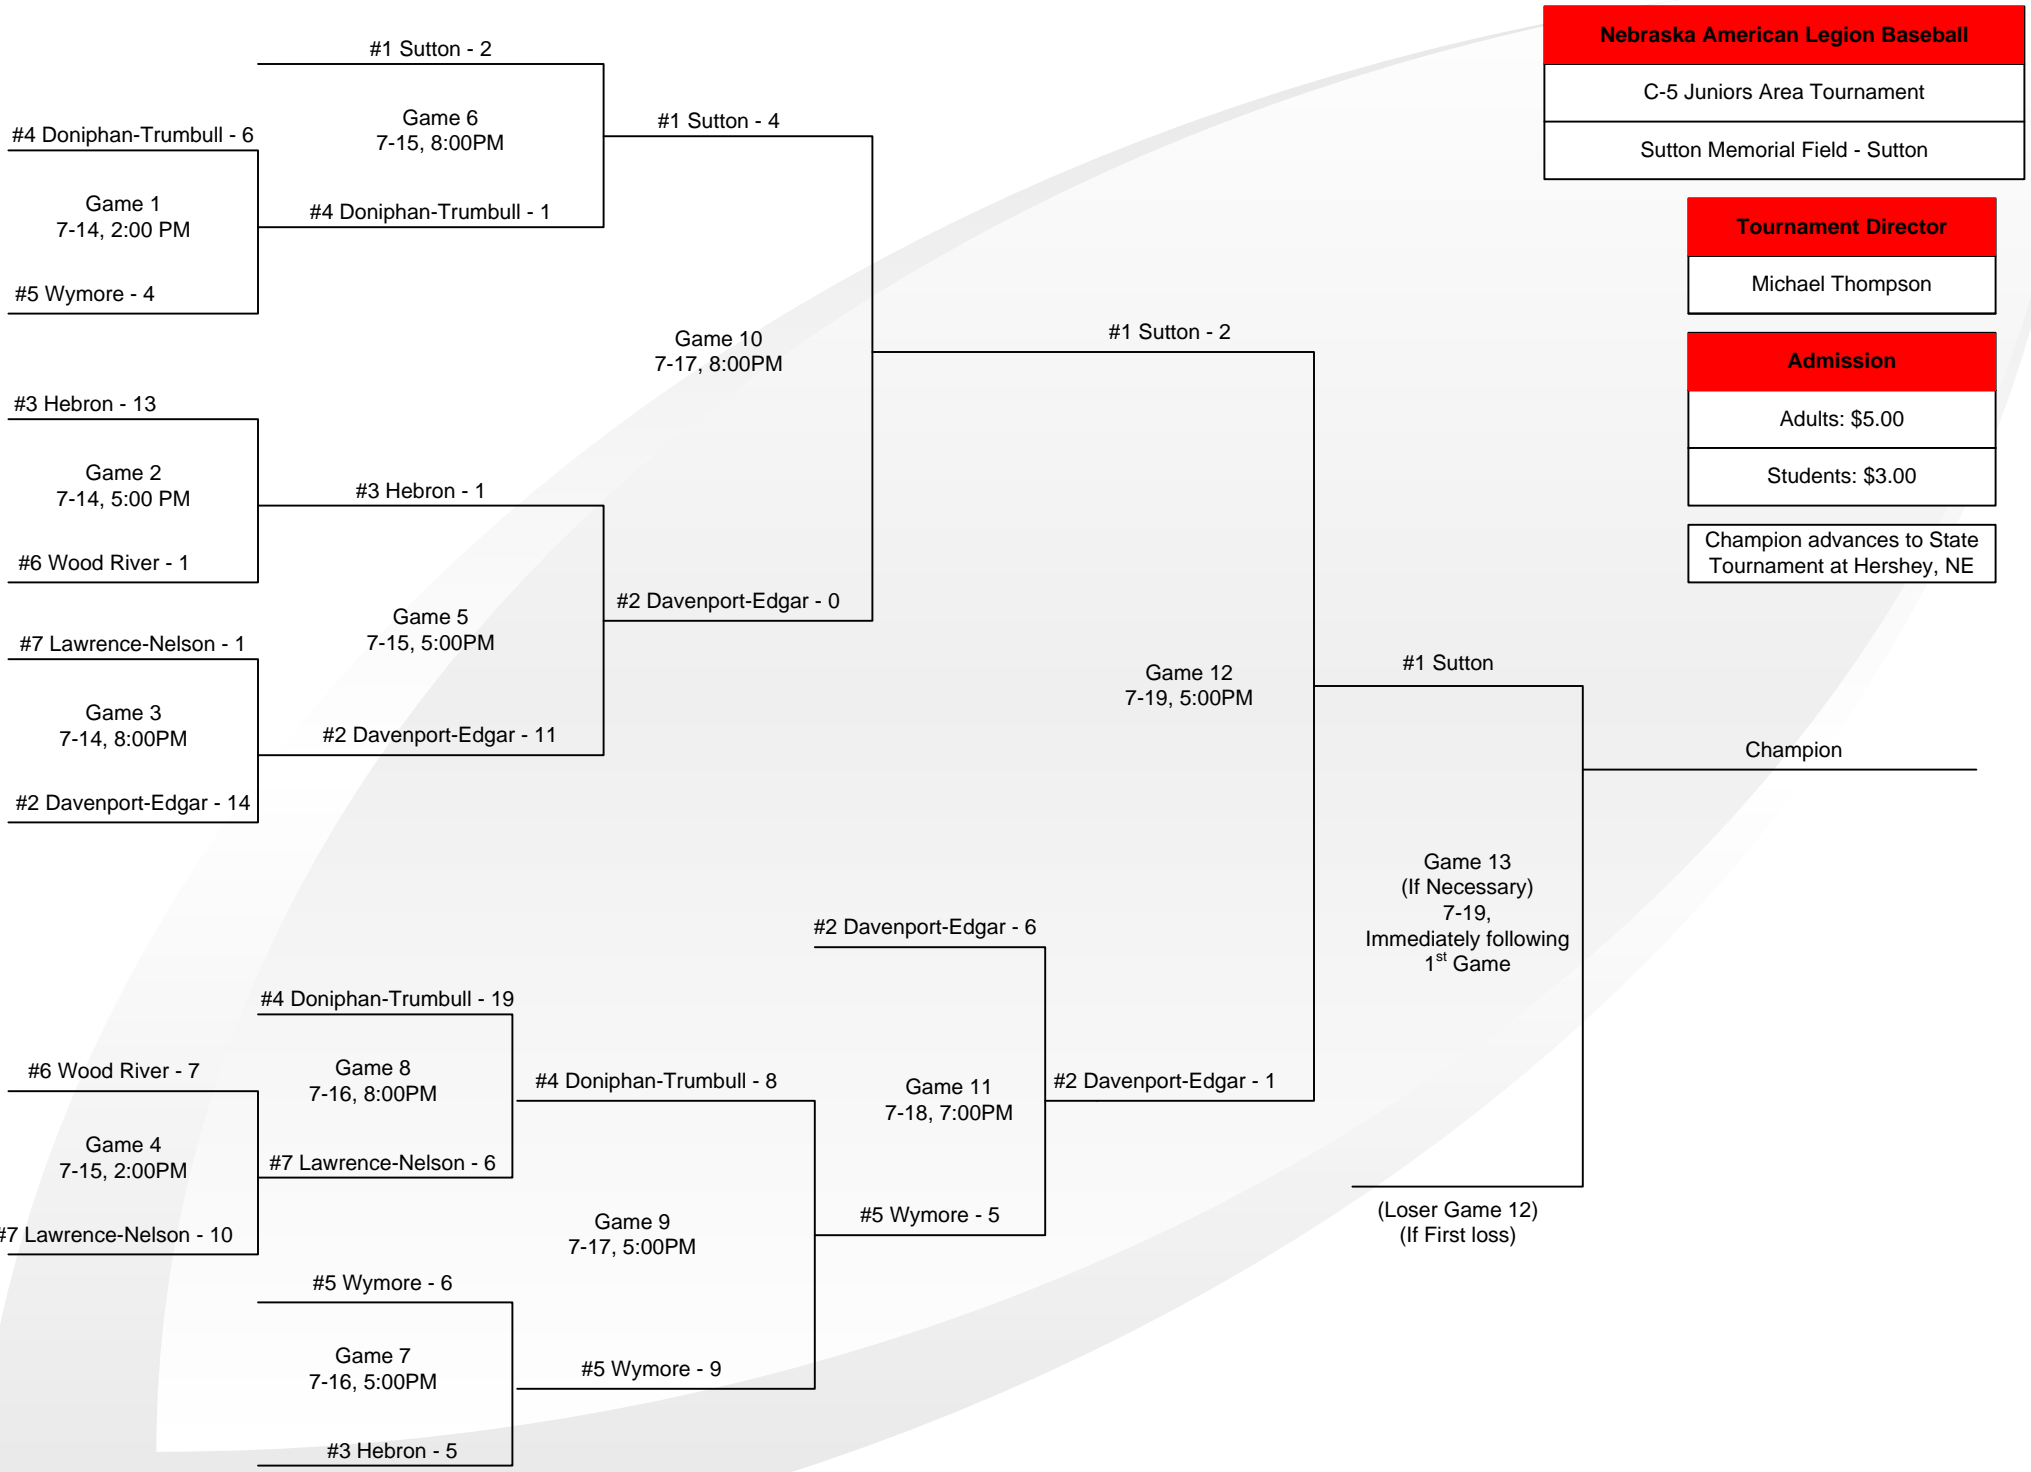 Nebraska American Legion Baseball
C-5 Juniors Area Tournament
Sutton Memorial Field - Sutton
Tournament Director
Michael Thompson
Admission
Adults: $5.00
Students: $3.00
Champion advances to State
Tournament at Hershey, NE
#4 Doniphan-Trumbull - 6
Game 1
7-14, 2:00 PM
#5 Wymore - 4
#3 Hebron - 13
Game 2
7-14, 5:00 PM
#6 Wood River - 1
#7 Lawrence-Nelson - 1
Game 3
7-14, 8:00PM
#2 Davenport-Edgar - 14
#6 Wood River - 7
Game 4
7-15, 2:00PM
#7 Lawrence-Nelson - 10
#1 Sutton - 2
Game 6
7-15, 8:00PM
#4 Doniphan-Trumbull - 1
#3 Hebron - 1
Game 5
7-15, 5:00PM
#2 Davenport-Edgar - 11
#4 Doniphan-Trumbull - 19
Game 8
7-16, 8:00PM
#7 Lawrence-Nelson - 6
#5 Wymore - 6
Game 7
7-16, 5:00PM
#3 Hebron - 5
#1 Sutton - 4
Game 10
7-17, 8:00PM
#2 Davenport-Edgar - 0
#4 Doniphan-Trumbull - 8
Game 9
7-17, 5:00PM
#5 Wymore - 9
#2 Davenport-Edgar - 6
Game 11
7-18, 7:00PM
#5 Wymore - 5
#1 Sutton - 2
Game 12
7-19, 5:00PM
#2 Davenport-Edgar - 1
#1 Sutton
Game 13
(If Necessary)
7-19,
Immediately following
1st Game
(Loser Game 12)
(If First loss)
Champion